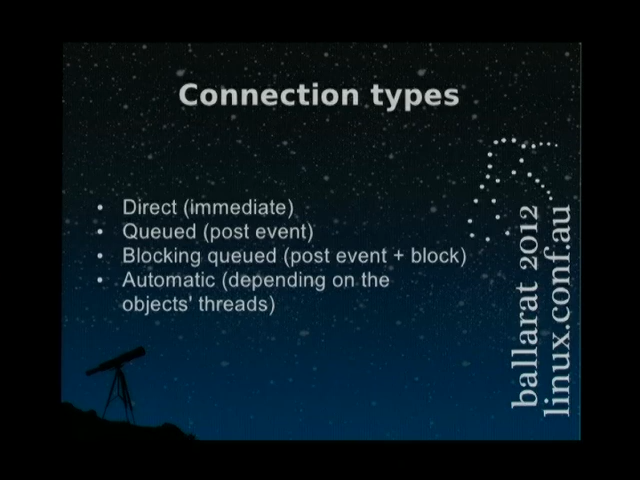 Connection types
• Direct (immediate)
• Queued (post event)
• Blocking queued (post event + block)
• Automatic (depending on the
objects' threads)
ballarat 2012
linux.conf.au